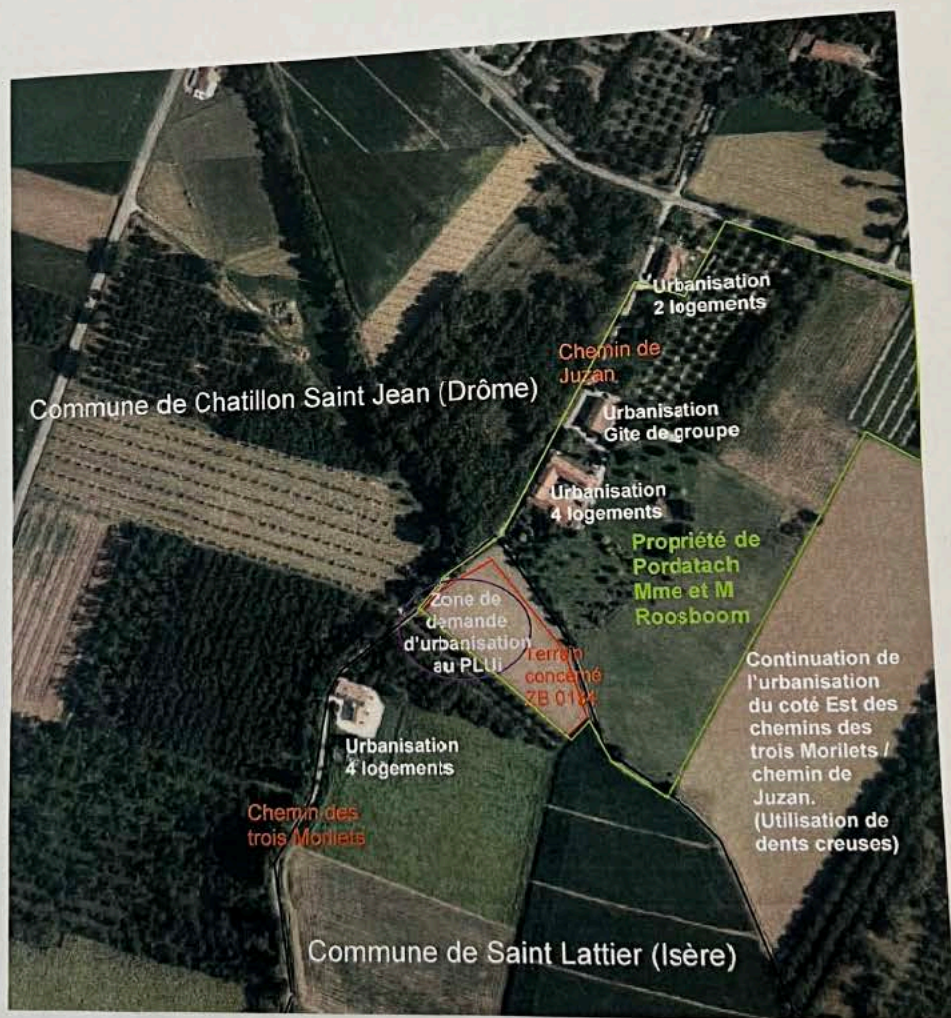 Urbanisation
2 logements
Chemin de
Juzan
Commune de Chatillon Saint Jean (Drôme)
Urbanisation
Gite de groupe
Urbanisation
4 logements
Propriété de
Pordatach
Mme et M
Roosboom
Zone de
demande
d'urbanisation
au PLUi
Terrain
concerné
ZB
Continuation de
l'urbanisation
du coté Est des
chemins des
trois Morilets /
chemin de
Juzan.
(Utilisation de
dents creuses)
Urbanisation
4 logements
Chemin des
trois Morilets
Commune de Saint Lattier (Isère)